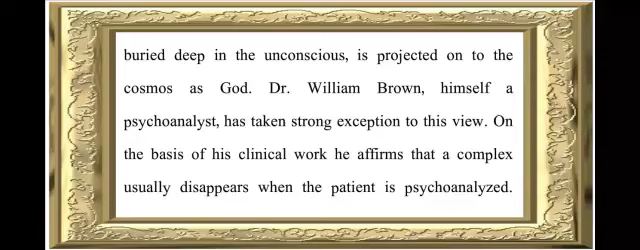 buried deep in the unconscious, is projected on to the
cosmos as God. Dr. William Brown, himself a
psychoanalyst, has taken strong exception to this view. On
the basis of his clinical work he affirms that a complex
usually disappears when the patient is psychoanalyzed.